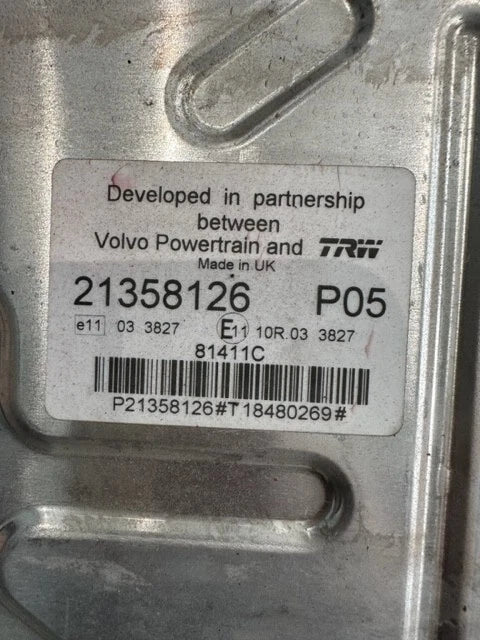 Developed in partnership
between
Volvo Powertrain and TRW
Made in UK
21358126 P05
e11 03 3827 E11 10R.03 3827
81411C
P21358126#T18480269#